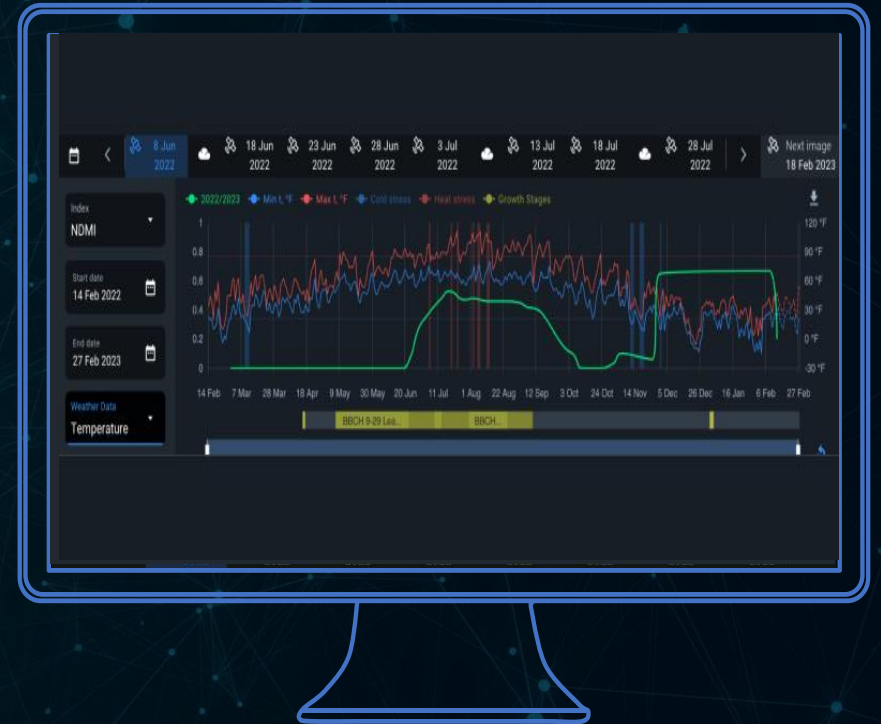 8 Jun
2022
18 Jun
2022
23 Jun
2022
28 Jun
2022
3 Jul
2022
13 Jul
2022
18 Jul
2022
28 Jul
2022
Next image
18 Feb 2023
Index
NDMI
Start date
14 Feb 2022
End date
27 Feb 2023
Weather Data
Temperature
2022/2023 Min t, °F Max t, °F Cold stress Heat stress Growth Stages
1
0.8
0.6
0.4
0.2
0
120 °F
90 °F
60 °F
30 °F
0 °F
-30 °F
14 Feb 7 Mar 28 Mar 18 Apr 9 May 30 May 20 Jun 11 Jul 1 Aug 22 Aug 12 Sep 3 Oct 24 Oct 14 Nov 5 Dec 26 Dec 16 Jan 6 Feb 27 Feb
BBCH 9-29 Lea... BBCH...